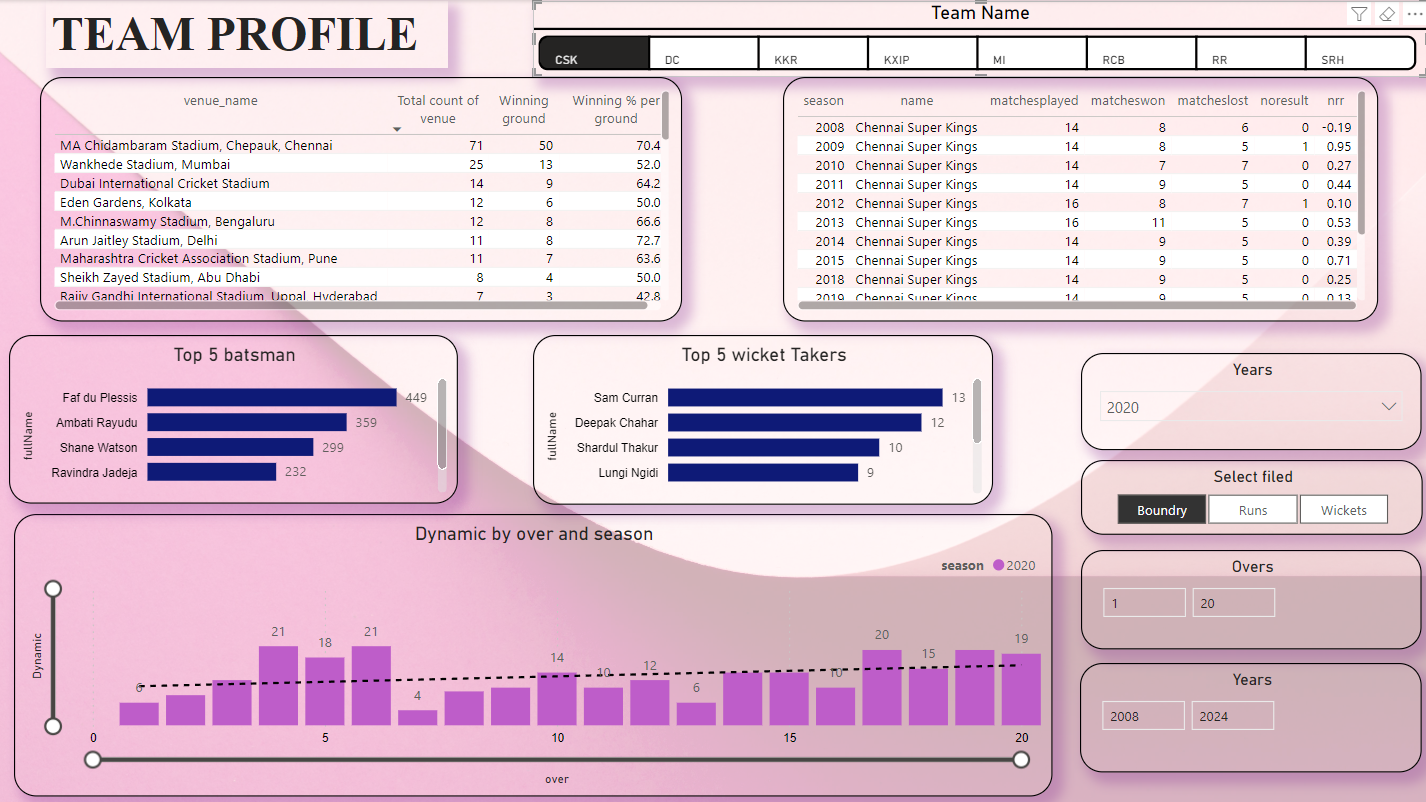 TEAM PROFILE
Team Name
CSK DC KKR KXIP MI RCB RR SRH
venue_name Total count of venue Winning ground Winning % per ground
MA Chidambaram Stadium, Chepauk, Chennai 71 50 70.4
Wankhede Stadium, Mumbai 25 13 52.0
Dubai International Cricket Stadium 14 9 64.2
Eden Gardens, Kolkata 12 6 50.0
M.Chinnaswamy Stadium, Bengaluru 12 8 66.6
Arun Jaitley Stadium, Delhi 11 8 72.7
Maharashtra Cricket Association Stadium, Pune 11 7 63.6
Sheikh Zayed Stadium, Abu Dhabi 8 4 50.0
Rajiv Gandhi International Stadium, Uppal, Hyderabad 7 3 42.8
season name matchesplayed matcheswon matcheslost noresult nrr
2008 Chennai Super Kings 14 8 6 0 -0.19
2009 Chennai Super Kings 14 8 5 1 0.95
2010 Chennai Super Kings 14 7 7 0 0.27
2011 Chennai Super Kings 14 9 5 0 0.44
2012 Chennai Super Kings 16 8 7 1 0.10
2013 Chennai Super Kings 16 11 5 0 0.53
2014 Chennai Super Kings 14 9 5 0 0.39
2015 Chennai Super Kings 14 9 5 0 0.71
2018 Chennai Super Kings 14 9 5 0 0.25
2019 Chennai Super Kings 14 9 5 0 0.13
Top 5 batsman
fullName
Faf du Plessis 449
Ambati Rayudu 359
Shane Watson 299
Ravindra Jadeja 232
Top 5 wicket Takers
fullName
Sam Curran 13
Deepak Chahar 12
Shardul Thakur 10
Lungi Ngidi 9
Years
2020
Select filed
Boundry Runs Wickets
Overs
1 20
Years
2008 2024
Dynamic by over and season
season 2020
Dynamic
6 21 18 21 4 14 10 12 6 10 20 15 19
0 5 10 15 20
over